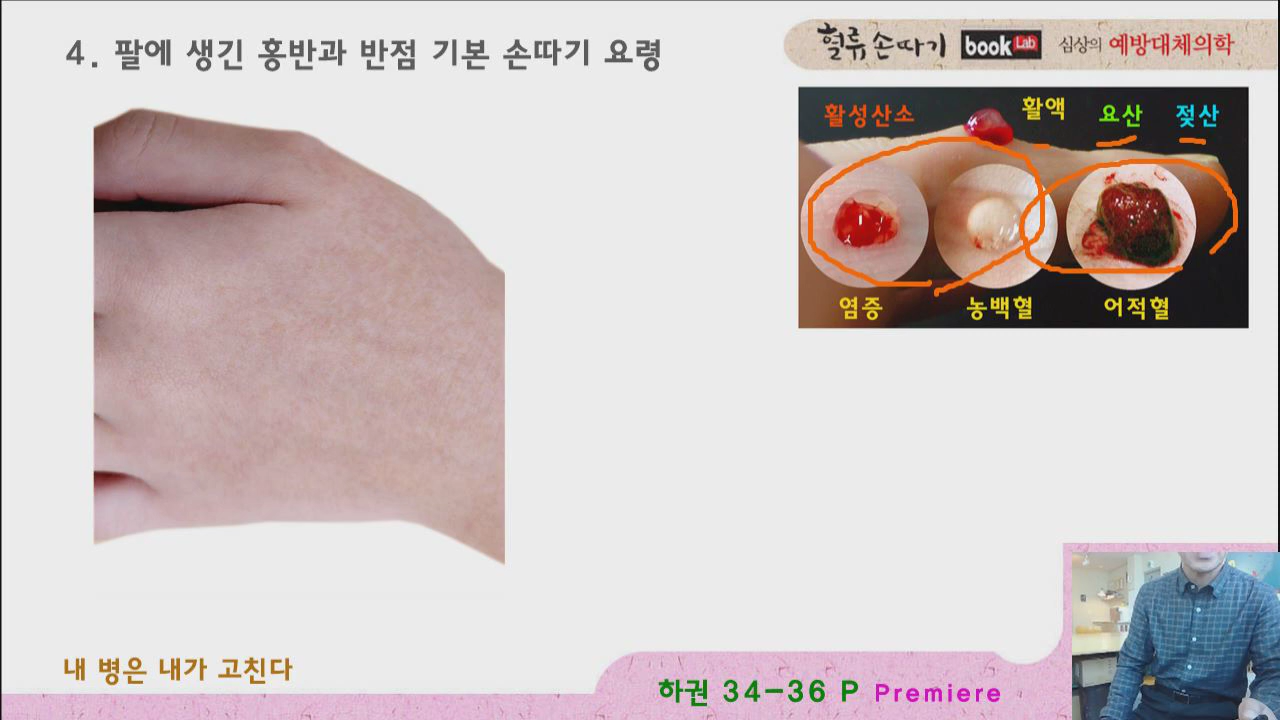 4. 팔에 생긴 홍반과 반점 기본 손따기 요령
혈류 손따기 book Lab 심상의 예방대체의학
활성산소 활액 요산 젖산
염증 농백혈 어적혈
내 병은 내가 고친다
하권 34-36 P Premiere